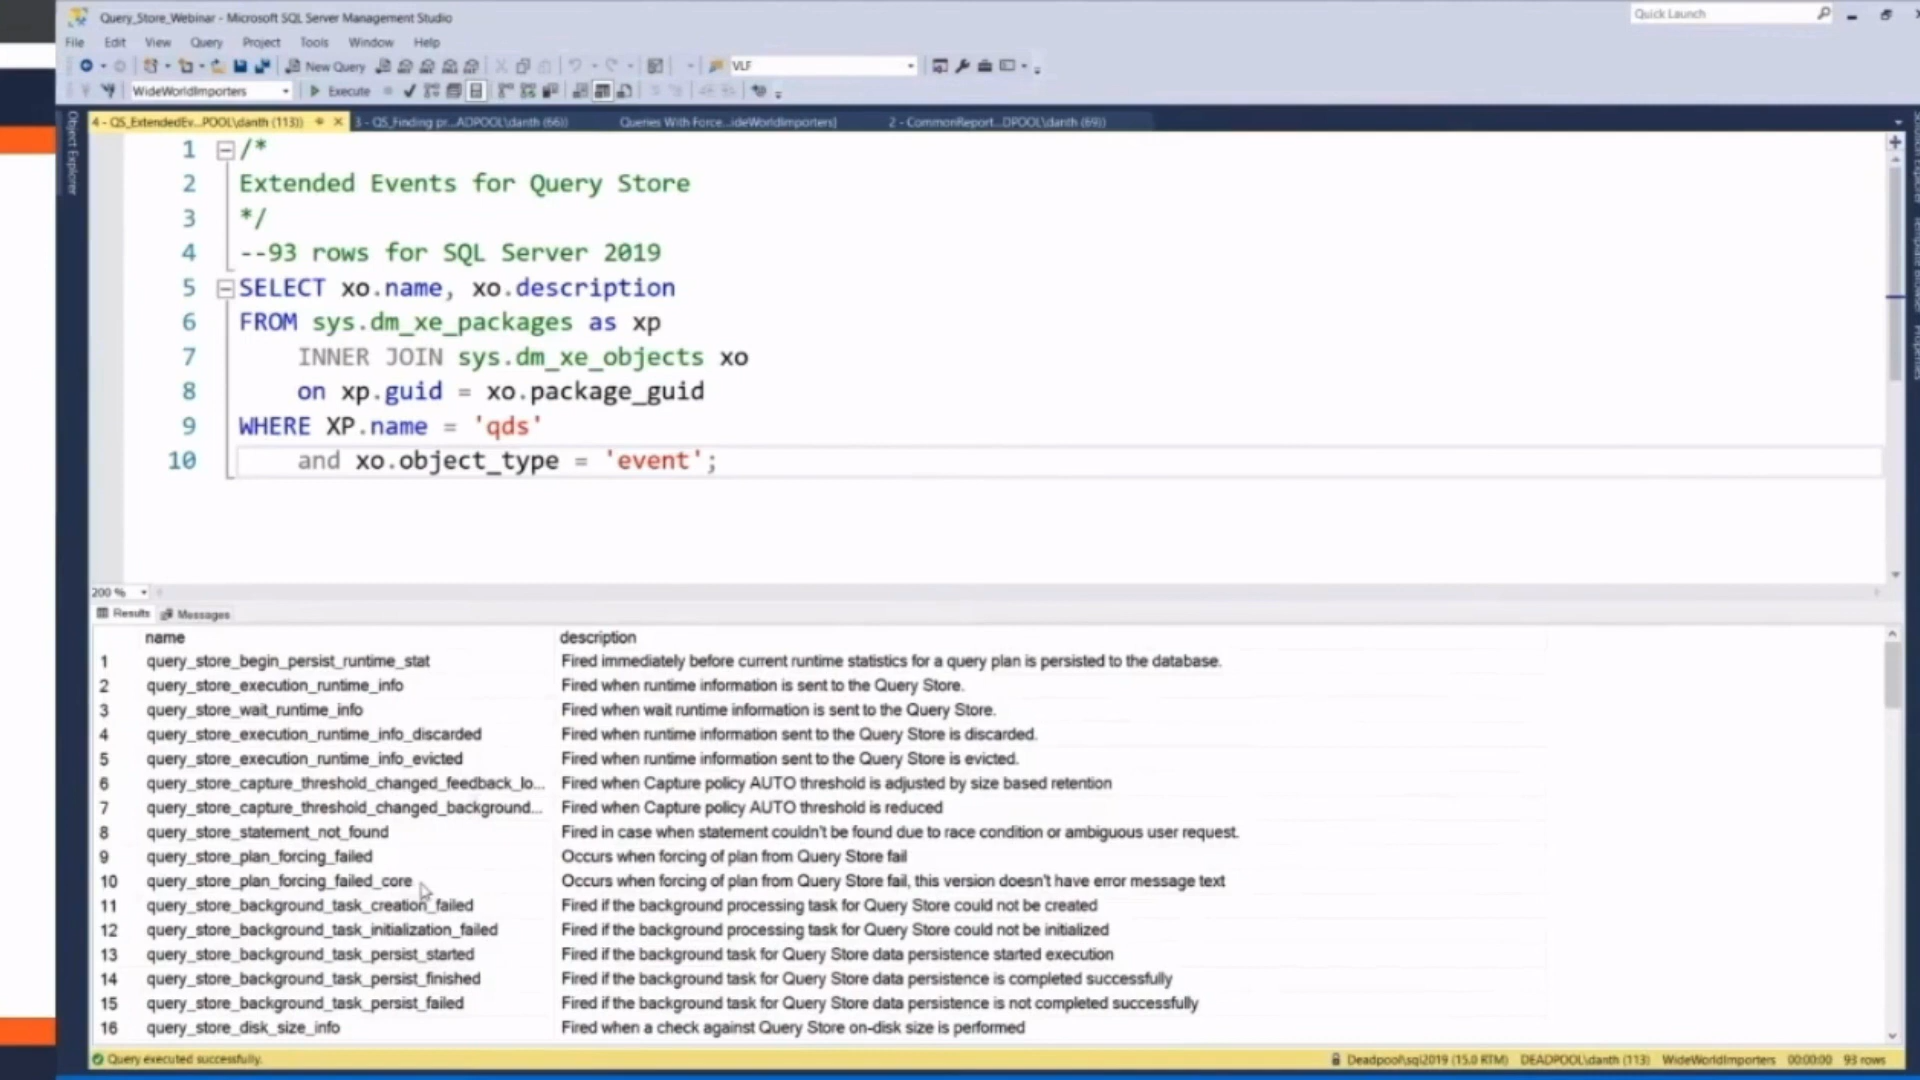 Query_Store_Webinar - Microsoft SQL Server Management Studio
Quick Launch
File Edit View Query Project Tools Window Help
New Query
VLF
WideWorldImporters
Execute
4 - QS_ExtendedEv...POOL\danth (113))
3 - QS_Finding pr...ADPOOL\danth (66))
Queries With Force...ideWorldImporters]
2 - CommonReport...DPOOL\danth (69))
Object Explorer
Properties
1 /*
2 Extended Events for Query Store
3 */
4 --93 rows for SQL Server 2019
5 SELECT xo.name, xo.description
6 FROM sys.dm_xe_packages as xp
7 INNER JOIN sys.dm_xe_objects xo
8 on xp.guid = xo.package_guid
9 WHERE XP.name = 'qds'
10 and xo.object_type = 'event';
200 %
Results Messages
name description
1 query_store_begin_persist_runtime_stat Fired immediately before current runtime statistics for a query plan is persisted to the database.
2 query_store_execution_runtime_info Fired when runtime information is sent to the Query Store.
3 query_store_wait_runtime_info Fired when wait runtime information is sent to the Query Store.
4 query_store_execution_runtime_info_discarded Fired when runtime information sent to the Query Store is discarded.
5 query_store_execution_runtime_info_evicted Fired when runtime information sent to the Query Store is evicted.
6 query_store_capture_threshold_changed_feedback_lo... Fired when Capture policy AUTO threshold is adjusted by size based retention
7 query_store_capture_threshold_changed_background... Fired when Capture policy AUTO threshold is reduced
8 query_store_statement_not_found Fired in case when statement couldn't be found due to race condition or ambiguous user request.
9 query_store_plan_forcing_failed Occurs when forcing of plan from Query Store fail
10 query_store_plan_forcing_failed_core Occurs when forcing of plan from Query Store fail, this version doesn't have error message text
11 query_store_background_task_creation_failed Fired if the background processing task for Query Store could not be created
12 query_store_background_task_initialization_failed Fired if the background processing task for Query Store could not be initialized
13 query_store_background_task_persist_started Fired if the background task for Query Store data persistence started execution
14 query_store_background_task_persist_finished Fired if the background task for Query Store data persistence is completed successfully
15 query_store_background_task_persist_failed Fired if the background task for Query Store data persistence is not completed successfully
16 query_store_disk_size_info Fired when a check against Query Store on-disk size is performed
Query executed successfully.
Deadpool\sql2019 (15.0 RTM) DEADPOOL\danth (113) WideWorldImporters 00:00:00 93 rows